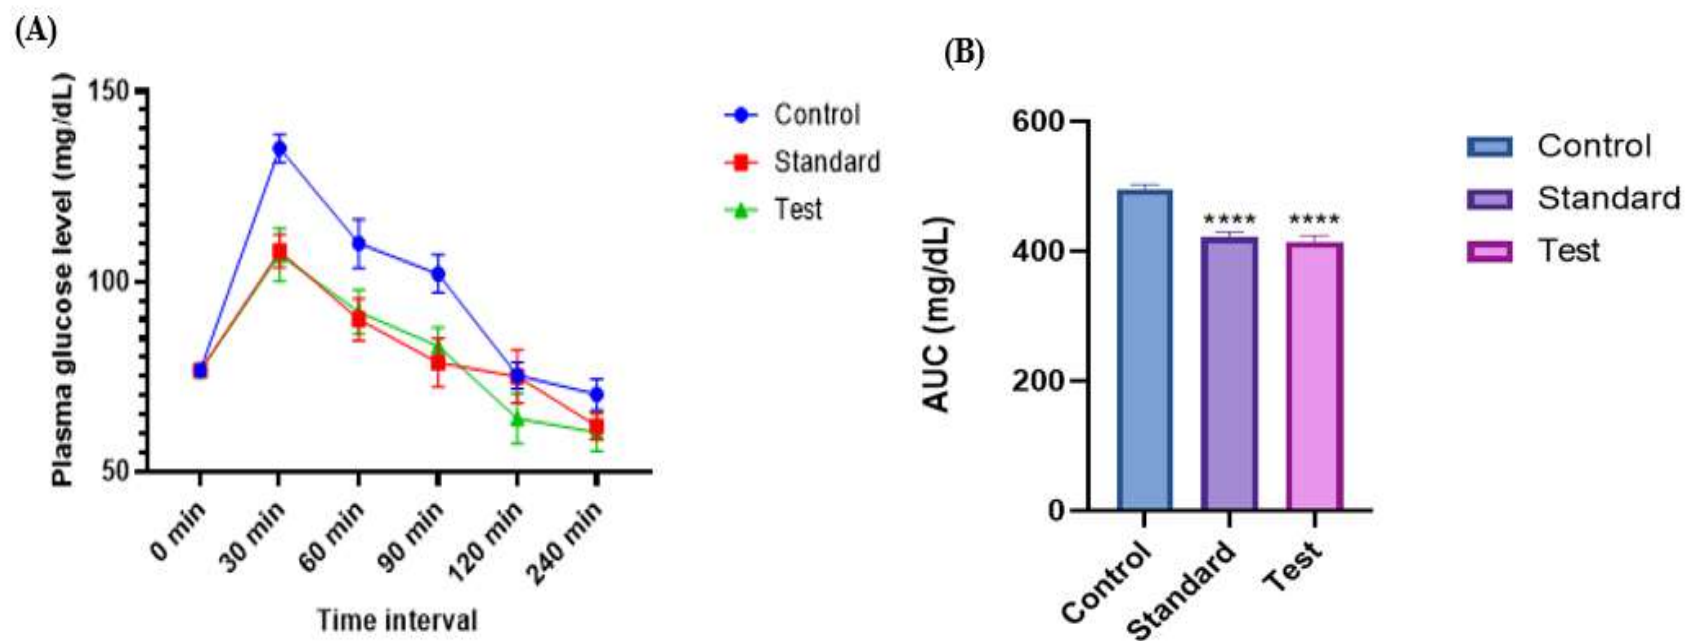 (A)
Plasma glucose level (mg/dL)
150
100
50
0 min
30 min
60 min
90 min
120 min
240 min
Time interval
Control
Standard
Test
(B)
AUC (mg/dL)
600
400
200
0
****
****
Control
Standard
Test
Control
Standard
Test